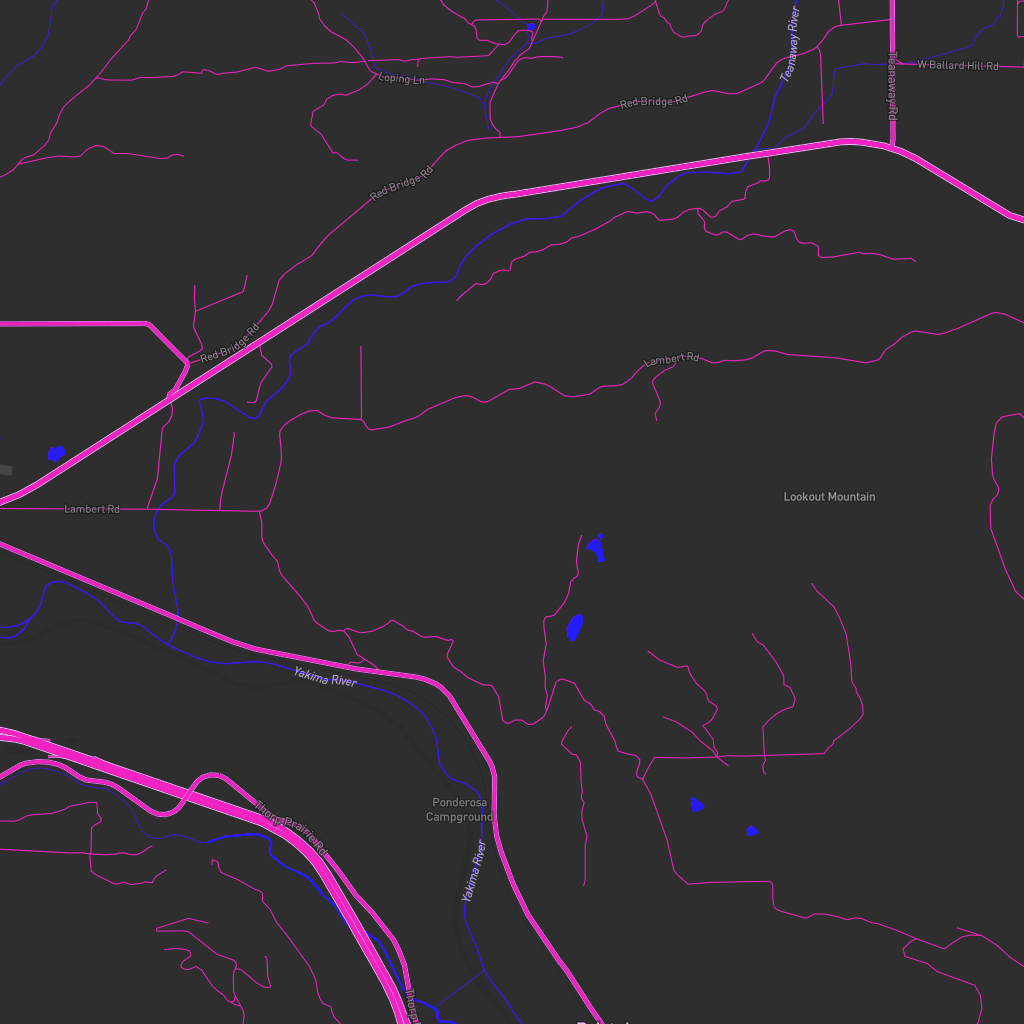 Teanaway River
Teanaway Rd
W Ballard Hill Rd
Loping Ln
Red Bridge Rd
Red Bridge Rd
Red Bridge Rd
Lambert Rd
Lookout Mountain
Lambert Rd
Yakima River
Ponderosa
Campground
Thorp Prairie Rd
Yakima River